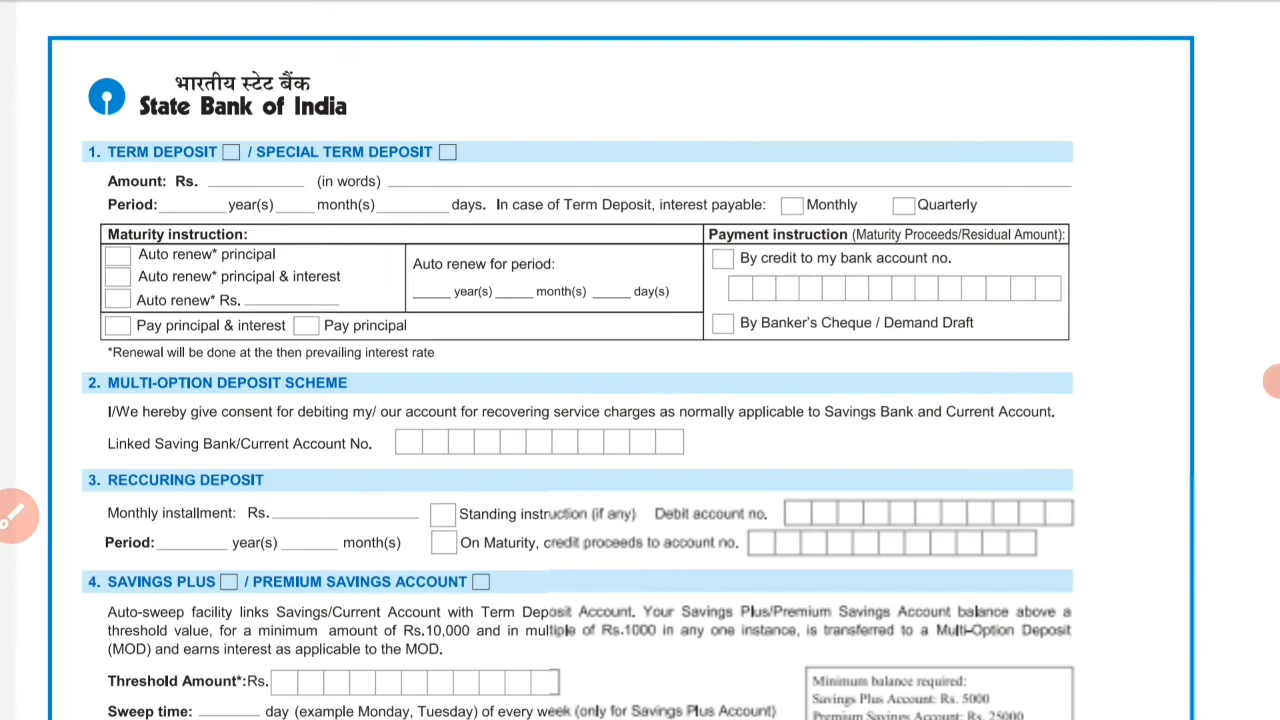 भारतीय स्टेट बैंक
State Bank of India
1. TERM DEPOSIT / SPECIAL TERM DEPOSIT
Amount: Rs. (in words)
Period: year(s) month(s) days. In case of Term Deposit, interest payable: Monthly Quarterly
Maturity instruction:
Auto renew* principal
Auto renew* principal & interest
Auto renew* Rs.
Auto renew for period:
year(s) month(s) day(s)
Pay principal & interest Pay principal
Payment instruction (Maturity Proceeds/Residual Amount):
By credit to my bank account no.
By Banker's Cheque / Demand Draft
*Renewal will be done at the then prevailing interest rate
2. MULTI-OPTION DEPOSIT SCHEME
I/We hereby give consent for debiting my/ our account for recovering service charges as normally applicable to Savings Bank and Current Account.
Linked Saving Bank/Current Account No.
3. RECCURING DEPOSIT
Monthly installment: Rs. Standing instruction (if any) Debit account no.
Period: year(s) month(s) On Maturity, credit proceeds to account no.
4. SAVINGS PLUS / PREMIUM SAVINGS ACCOUNT
Auto-sweep facility links Savings/Current Account with Term Deposit Account. Your Savings Plus/Premium Savings Account balance above a
threshold value, for a minimum amount of Rs.10,000 and in multiple of Rs.1000 in any one instance, is transferred to a Multi-Option Deposit
(MOD) and earns interest as applicable to the MOD.
Threshold Amount*:Rs.
Sweep time: day (example Monday, Tuesday) of every week (only for Savings Plus Account)
Minimum balance required:
Savings Plus Account: Rs. 5000
Premium Savings Account: Rs. 25000